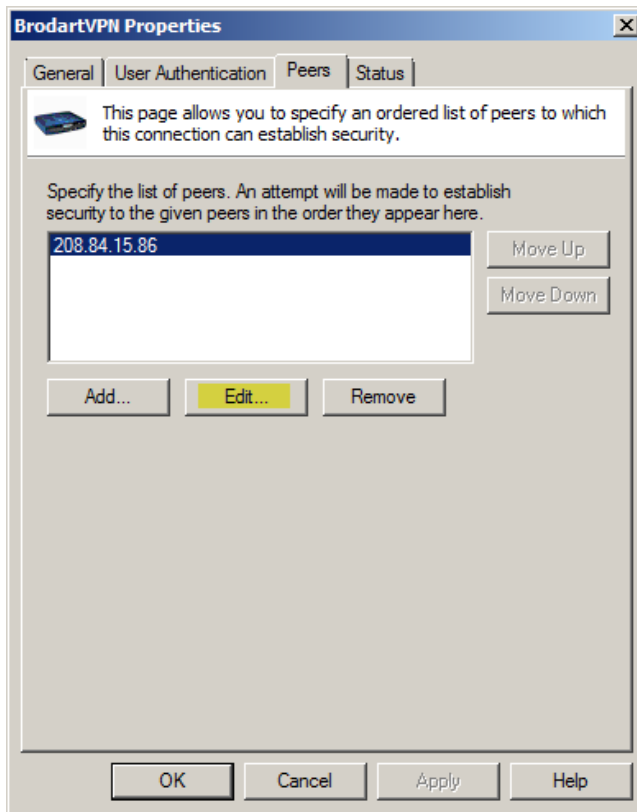 BrodartVPN Properties
General User Authentication Peers Status
This page allows you to specify an ordered list of peers to which
this connection can establish security.
Specify the list of peers. An attempt will be made to establish
security to the given peers in the order they appear here.
208.84.15.86
Move Up
Move Down
Add... Edit... Remove
OK Cancel Apply Help